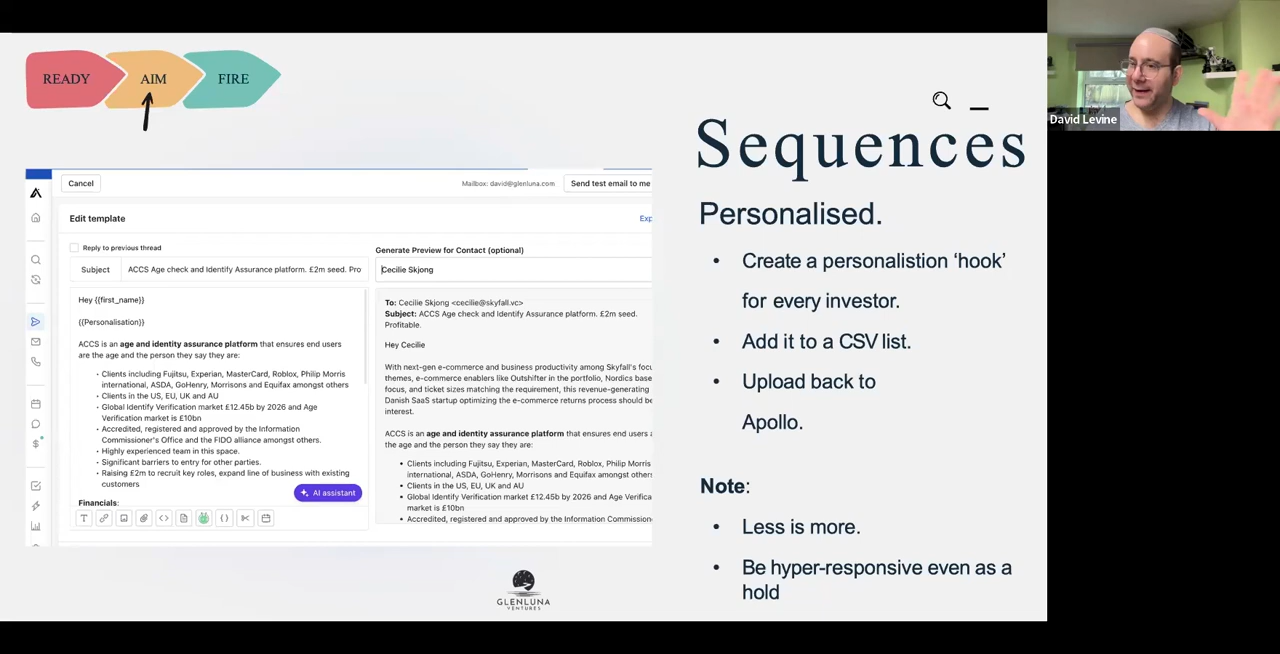 READY
AIM
FIRE
David Levine
Sequences
Cancel
Mailbox: david@glenluna.com
Send test email to me
Edit template
Exp
Reply to previous thread
Subject
ACCS Age check and Identify Assurance platform. £2m seed. Pro
Hey {{first_name}}
{{Personalisation}}
ACCS is an age and identity assurance platform that ensures end users
are the age and the person they say they are:
• Clients including Fujitsu, Experian, MasterCard, Roblox, Philip Morris
international, ASDA, GoHenry, Morrisons and Equifax amongst others
• Clients in the US, EU, UK and AU
• Global Identify Verification market £12.45b by 2026 and Age
Verification market is £10bn
• Accredited, registered and approved by the Information
Commissioner's Office and the FIDO alliance amongst others.
• Highly experienced team in this space.
• Significant barriers to entry for other parties.
• Raising £2m to recruit key roles, expand line of business with existing
customers
Financials:
AI assistant
Generate Preview for Contact (optional)
Cecilie Skjong
To: Cecilie Skjong <cecilie@skyfall.vc>
Subject: ACCS Age check and Identify Assurance platform. £2m seed.
Profitable.
Hey Cecilie
With next-gen e-commerce and business productivity among Skyfall's focu
themes, e-commerce enablers like Outshifter in the portfolio, Nordics base
focus, and ticket sizes matching the requirement, this revenue-generating
Danish SaaS startup optimizing the e-commerce returns process should be
interest.
ACCS is an age and identity assurance platform that ensures end users a
the age and the person they say they are:
• Clients including Fujitsu, Experian, MasterCard, Roblox, Philip Morris
international, ASDA, GoHenry, Morrisons and Equifax amongst others
• Clients in the US, EU, UK and AU
• Global Identify Verification market £12.45b by 2026 and Age Verificatio
market is £10bn
• Accredited, registered and approved by the Information Commissione
Personalised.
• Create a personalistion ‘hook’
for every investor.
• Add it to a CSV list.
• Upload back to
Apollo.
Note:
• Less is more.
• Be hyper-responsive even as a
hold
GLENLUNA
VENTURES